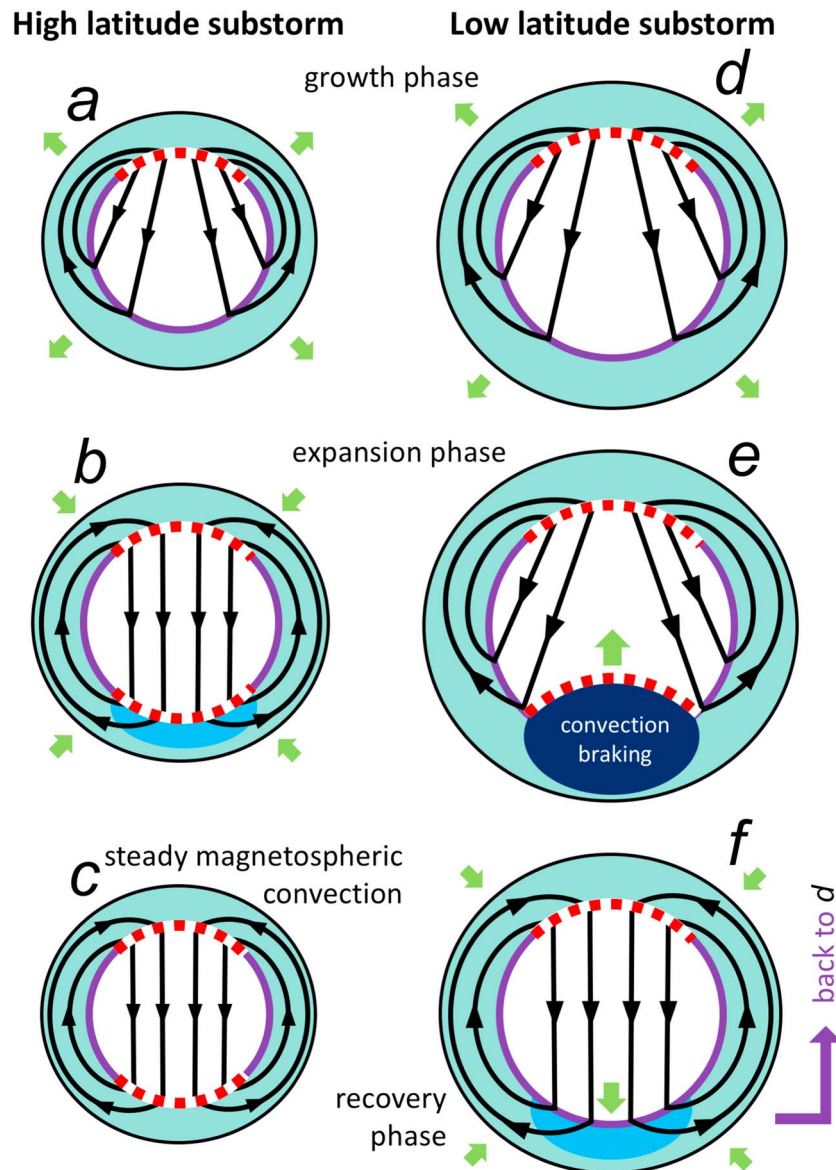 High latitude substorm
Low latitude substorm
growth phase
a
d
expansion phase
b
e
convection
braking
steady magnetospheric
convection
c
f
recovery
phase
back to d